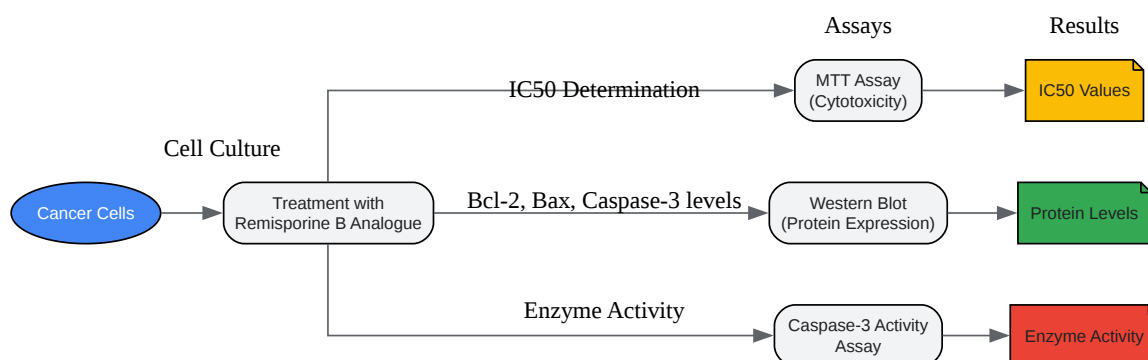 Assays
Results
IC50 Determination
MTT Assay
(Cytotoxicity)
IC50 Values
Cell Culture
Cancer Cells
Treatment with
Remisporine B Analogue
Bcl-2, Bax, Caspase-3 levels
Western Blot
(Protein Expression)
Protein Levels
Enzyme Activity
Caspase-3 Activity
Assay
Enzyme Activity